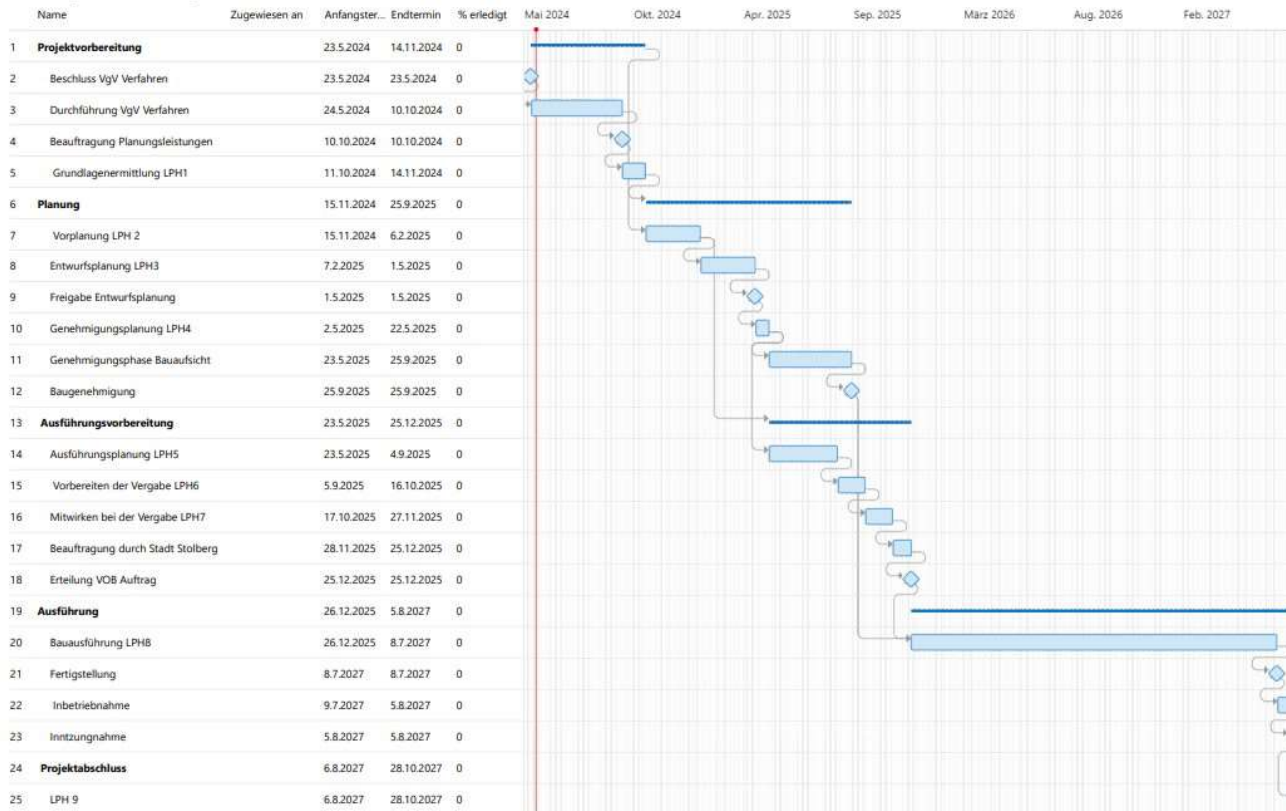 Name Zugewiesen an Anfangster... Endtermin % erledigt Mai 2024 Okt. 2024 Apr. 2025 Sep. 2025 März 2026 Aug. 2026 Feb. 2027
1 Projektvorbereitung 23.5.2024 14.11.2024 0
2 Beschluss VgV Verfahren 23.5.2024 23.5.2024 0
3 Durchführung VgV Verfahren 24.5.2024 10.10.2024 0
4 Beauftragung Planungsleistungen 10.10.2024 10.10.2024 0
5 Grundlagenermittlung LPH1 11.10.2024 14.11.2024 0
6 Planung 15.11.2024 25.9.2025 0
7 Vorplanung LPH 2 15.11.2024 6.2.2025 0
8 Entwurfsplanung LPH3 7.2.2025 1.5.2025 0
9 Freigabe Entwurfsplanung 1.5.2025 1.5.2025 0
10 Genehmigungsplanung LPH4 2.5.2025 22.5.2025 0
11 Genehmigungsphase Bauaufsicht 23.5.2025 25.9.2025 0
12 Baugenehmigung 25.9.2025 25.9.2025 0
13 Ausführungsvorbereitung 23.5.2025 25.12.2025 0
14 Ausführungsplanung LPH5 23.5.2025 4.9.2025 0
15 Vorbereiten der Vergabe LPH6 5.9.2025 16.10.2025 0
16 Mitwirken bei der Vergabe LPH7 17.10.2025 27.11.2025 0
17 Beauftragung durch Stadt Stolberg 28.11.2025 25.12.2025 0
18 Erteilung VOB Auftrag 25.12.2025 25.12.2025 0
19 Ausführung 26.12.2025 5.8.2027 0
20 Bauausführung LPH8 26.12.2025 8.7.2027 0
21 Fertigstellung 8.7.2027 8.7.2027 0
22 Inbetriebnahme 9.7.2027 5.8.2027 0
23 Inntzungnahme 5.8.2027 5.8.2027 0
24 Projektabschluss 6.8.2027 28.10.2027 0
25 LPH 9 6.8.2027 28.10.2027 0